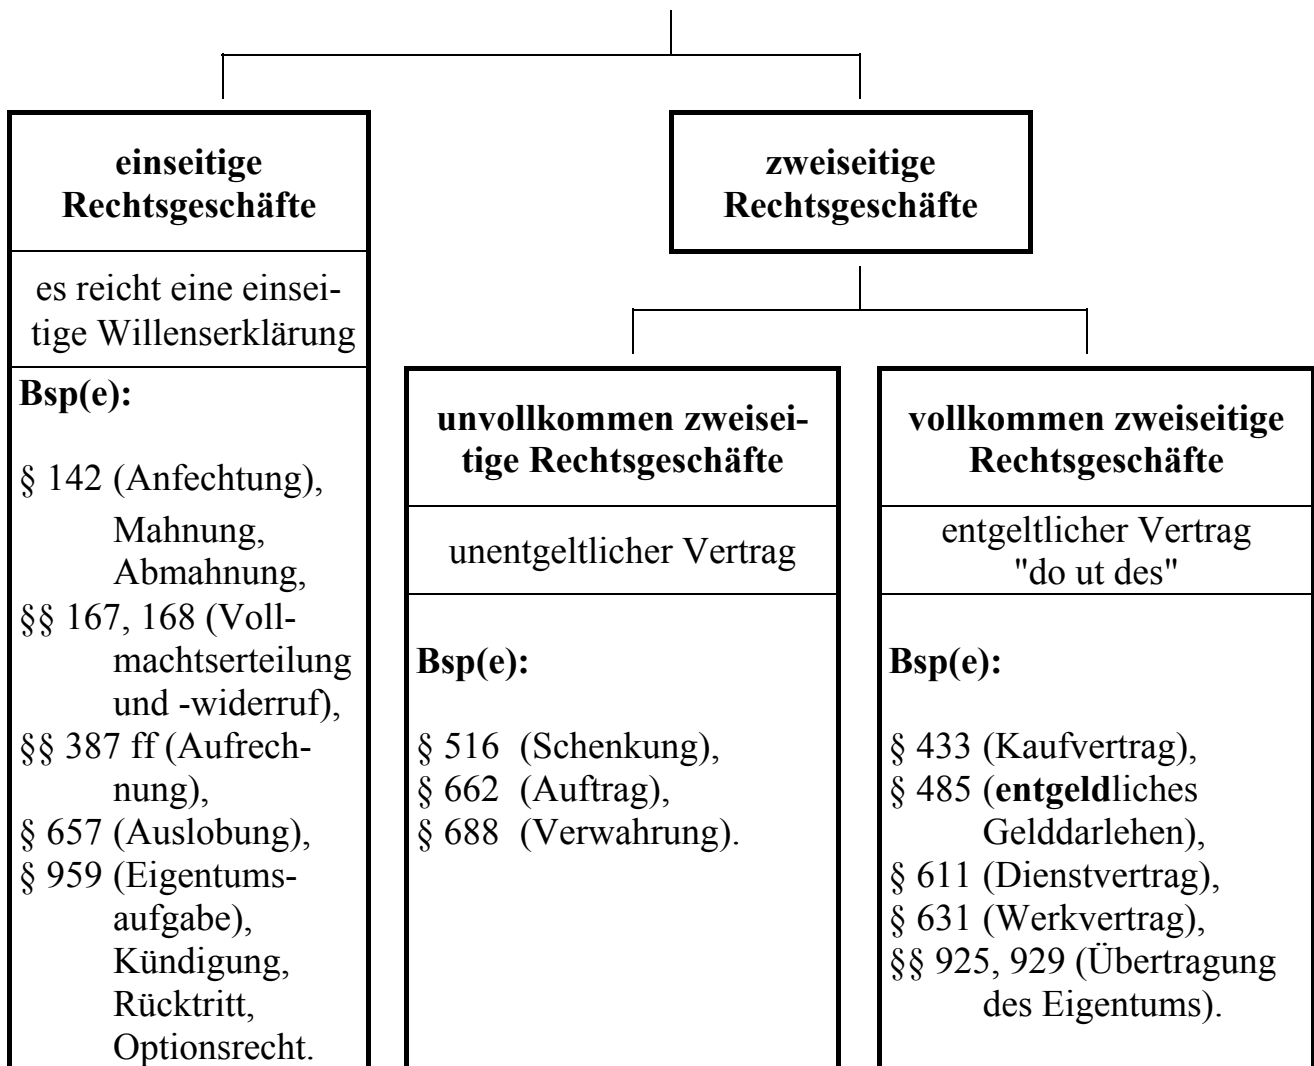 einseitige
Rechtsgeschäfte
es reicht eine einsei-
tige Willenserklärung
Bsp(e):
§ 142 (Anfechtung),
Mahnung,
Abmahnung,
§§ 167, 168 (Voll-
machtserteilung
und -widerruf),
§§ 387 ff (Aufrech-
nung),
§ 657 (Auslobung),
§ 959 (Eigentums-
aufgabe),
Kündigung,
Rücktritt,
Optionsrecht.
zweiseitige
Rechtsgeschäfte
unvollkommen zweisei-
tige Rechtsgeschäfte
unentgeltlicher Vertrag
Bsp(e):
§ 516 (Schenkung),
§ 662 (Auftrag),
§ 688 (Verwahrung).
vollkommen zweiseitige
Rechtsgeschäfte
entgeltlicher Vertrag
"do ut des"
Bsp(e):
§ 433 (Kaufvertrag),
§ 485 (entgeldliches
Gelddarlehen),
§ 611 (Dienstvertrag),
§ 631 (Werkvertrag),
§§ 925, 929 (Übertragung
des Eigentums).